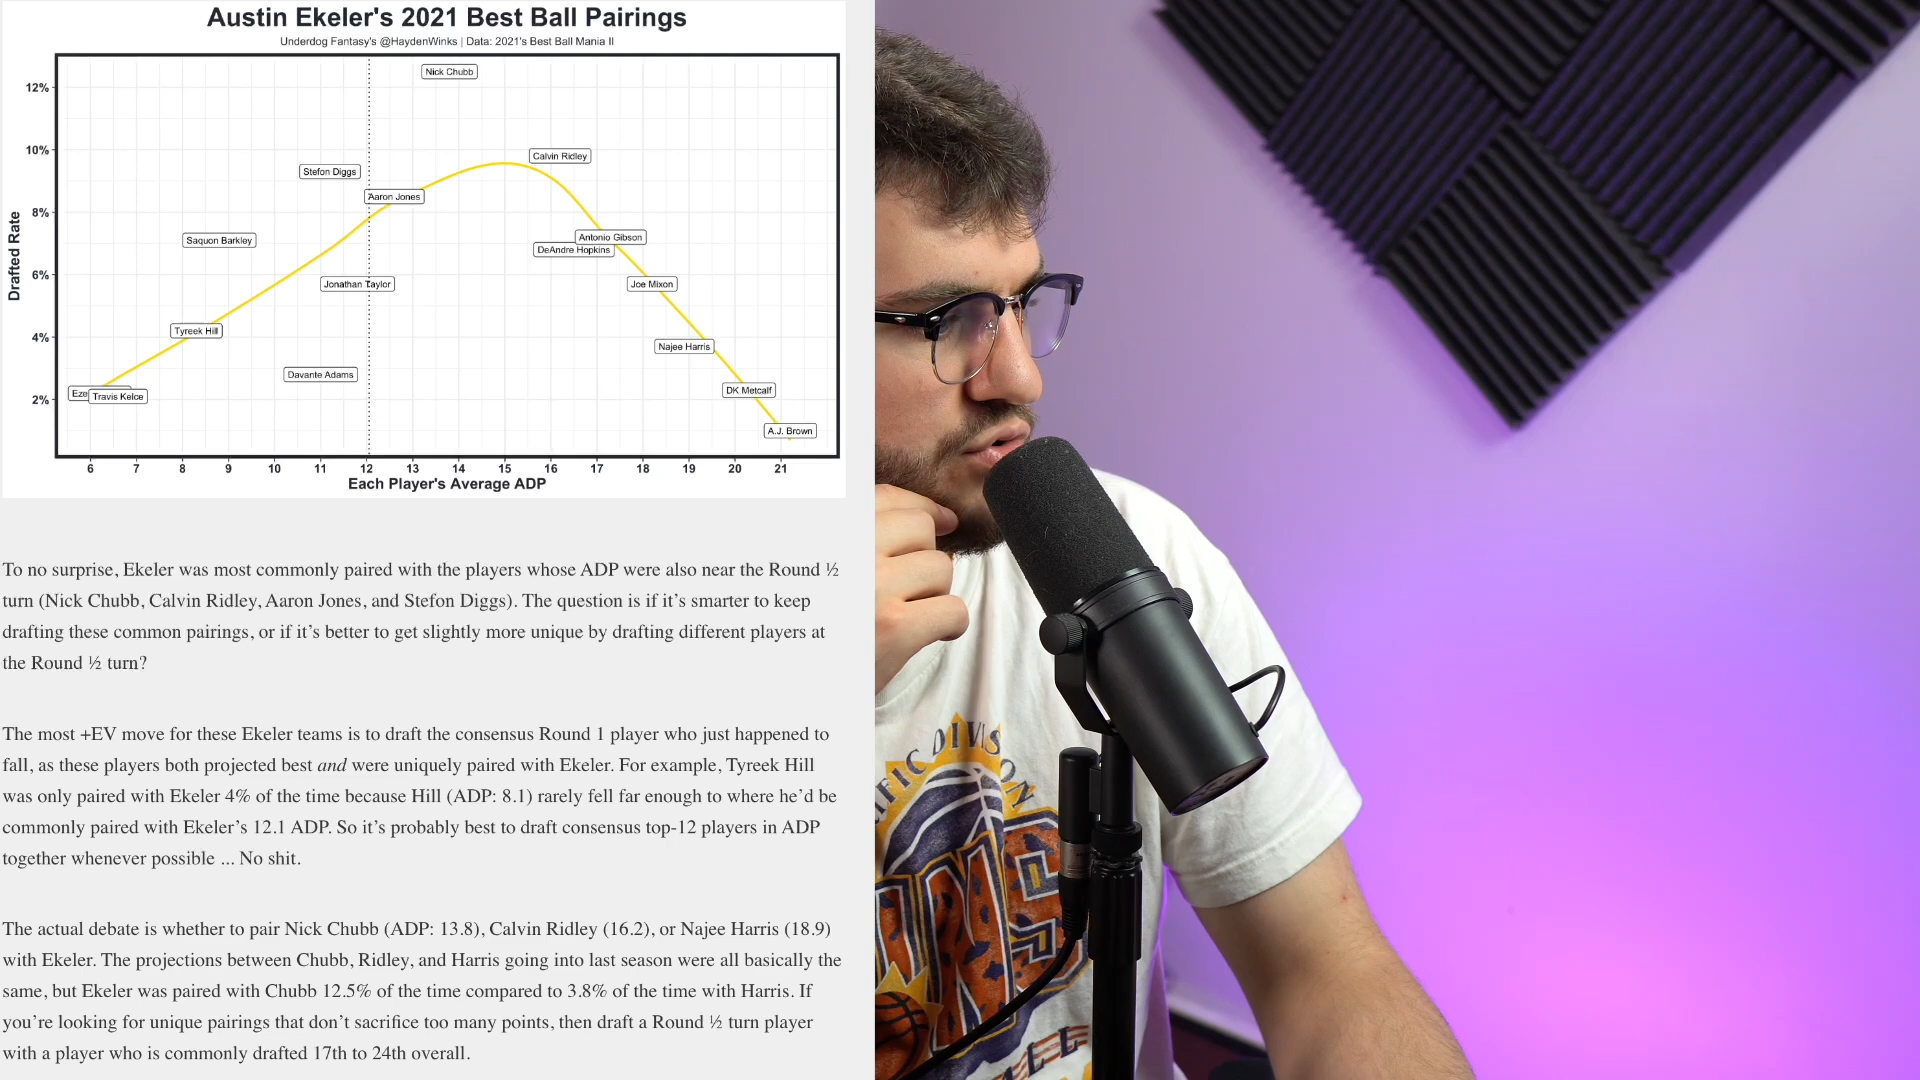 Austin Ekeler's 2021 Best Ball Pairings
Underdog Fantasy's @HaydenWinks | Data: 2021's Best Ball Mania II
Drafted Rate
12%
10%
8%
6%
4%
2%
Nick Chubb
Calvin Ridley
Stefon Diggs
Aaron Jones
Saquon Barkley
Antonio Gibson
DeAndre Hopkins
Jonathan Taylor
Joe Mixon
Tyreek Hill
Najee Harris
Davante Adams
DK Metcalf
Travis Kelce
A.J. Brown
6 7 8 9 10 11 12 13 14 15 16 17 18 19 20 21
Each Player's Average ADP
To no surprise, Ekeler was most commonly paired with the players whose ADP were also near the Round ½
turn (Nick Chubb, Calvin Ridley, Aaron Jones, and Stefon Diggs). The question is if it’s smarter to keep
drafting these common pairings, or if it’s better to get slightly more unique by drafting different players at
the Round ½ turn?
The most +EV move for these Ekeler teams is to draft the consensus Round 1 player who just happened to
fall, as these players both projected best and were uniquely paired with Ekeler. For example, Tyreek Hill
was only paired with Ekeler 4% of the time because Hill (ADP: 8.1) rarely fell far enough to where he’d be
commonly paired with Ekeler’s 12.1 ADP. So it’s probably best to draft consensus top-12 players in ADP
together whenever possible ... No shit.
The actual debate is whether to pair Nick Chubb (ADP: 13.8), Calvin Ridley (16.2), or Najee Harris (18.9)
with Ekeler. The projections between Chubb, Ridley, and Harris going into last season were all basically the
same, but Ekeler was paired with Chubb 12.5% of the time compared to 3.8% of the time with Harris. If
you’re looking for unique pairings that don’t sacrifice too many points, then draft a Round ½ turn player
with a player who is commonly drafted 17th to 24th overall.